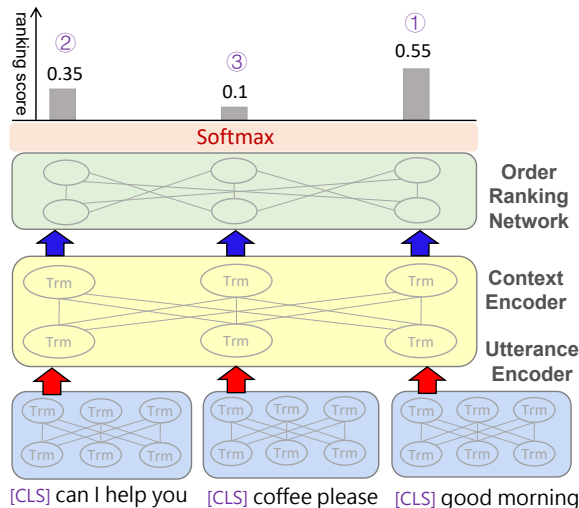 ranking score
② ③ ①
0.35 0.1 0.55
Softmax
Order
Ranking
Network
Trm Trm Trm
Context
Encoder
Trm Trm Trm
Utterance
Encoder
Trm Trm Trm Trm Trm Trm Trm Trm Trm
Trm Trm Trm Trm Trm Trm Trm Trm Trm
[CLS] can I help you [CLS] coffee please [CLS] good morning